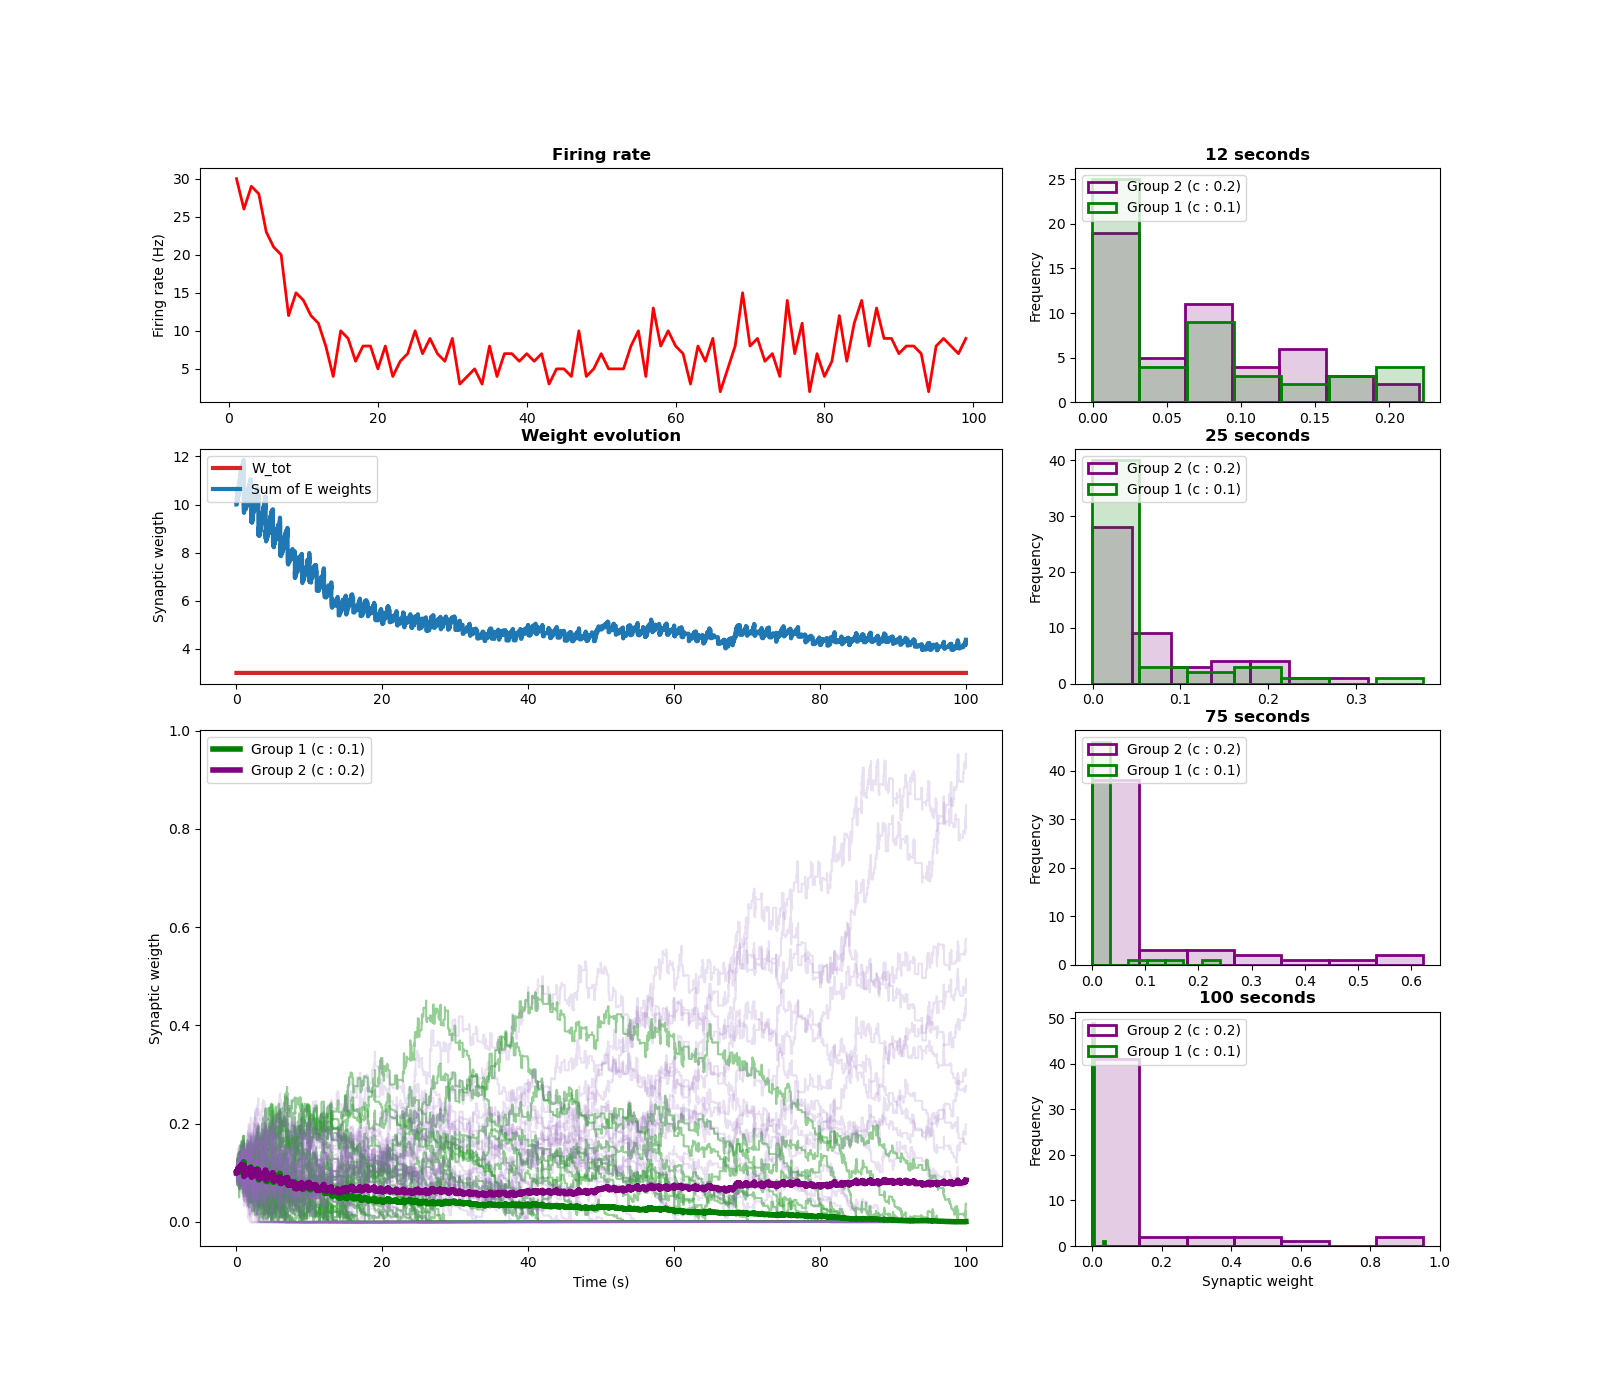 Firing rate
Firing rate (Hz)
30
25
20
15
10
5
0
20
40
60
80
100
12 seconds
Group 2 (c : 0.2)
Group 1 (c : 0.1)
Frequency
25
20
15
10
5
0
0.00
0.05
0.10
0.15
0.20
Weight evolution
W_tot
Sum of E weights
Synaptic weigth
12
10
8
6
4
0
20
40
60
80
100
25 seconds
Group 2 (c : 0.2)
Group 1 (c : 0.1)
Frequency
40
30
20
10
0
0.0
0.1
0.2
0.3
Group 1 (c : 0.1)
Group 2 (c : 0.2)
Synaptic weigth
1.0
0.8
0.6
0.4
0.2
0.0
0
20
40
60
80
100
Time (s)
75 seconds
Group 2 (c : 0.2)
Group 1 (c : 0.1)
Frequency
40
30
20
10
0
0.0
0.1
0.2
0.3
0.4
0.5
0.6
100 seconds
Group 2 (c : 0.2)
Group 1 (c : 0.1)
Frequency
50
40
30
20
10
0
0.0
0.2
0.4
0.6
0.8
1.0
Synaptic weight